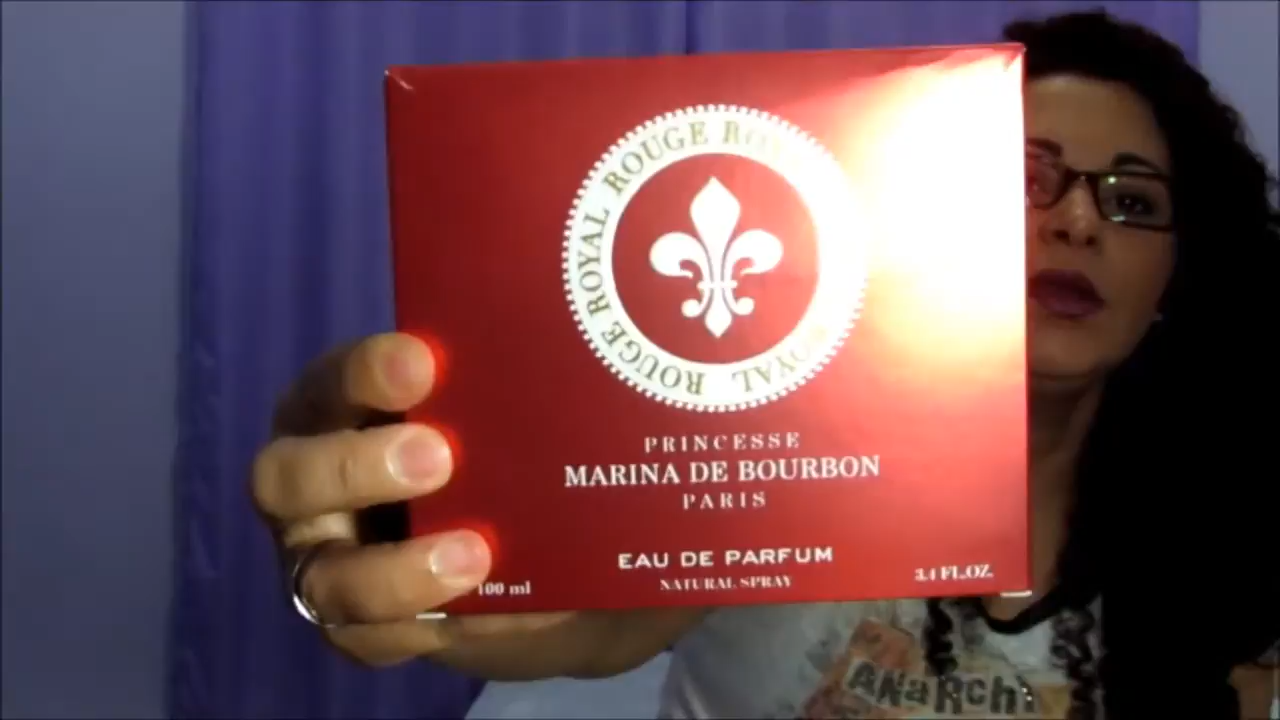 ROYAL ROUGE ROYAL ROUGE ROYAL
PRINCESSE
MARINA DE BOURBON
PARIS
EAU DE PARFUM
NATURAL SPRAY
100 ml
3.4 FL.OZ.
ANaRchi